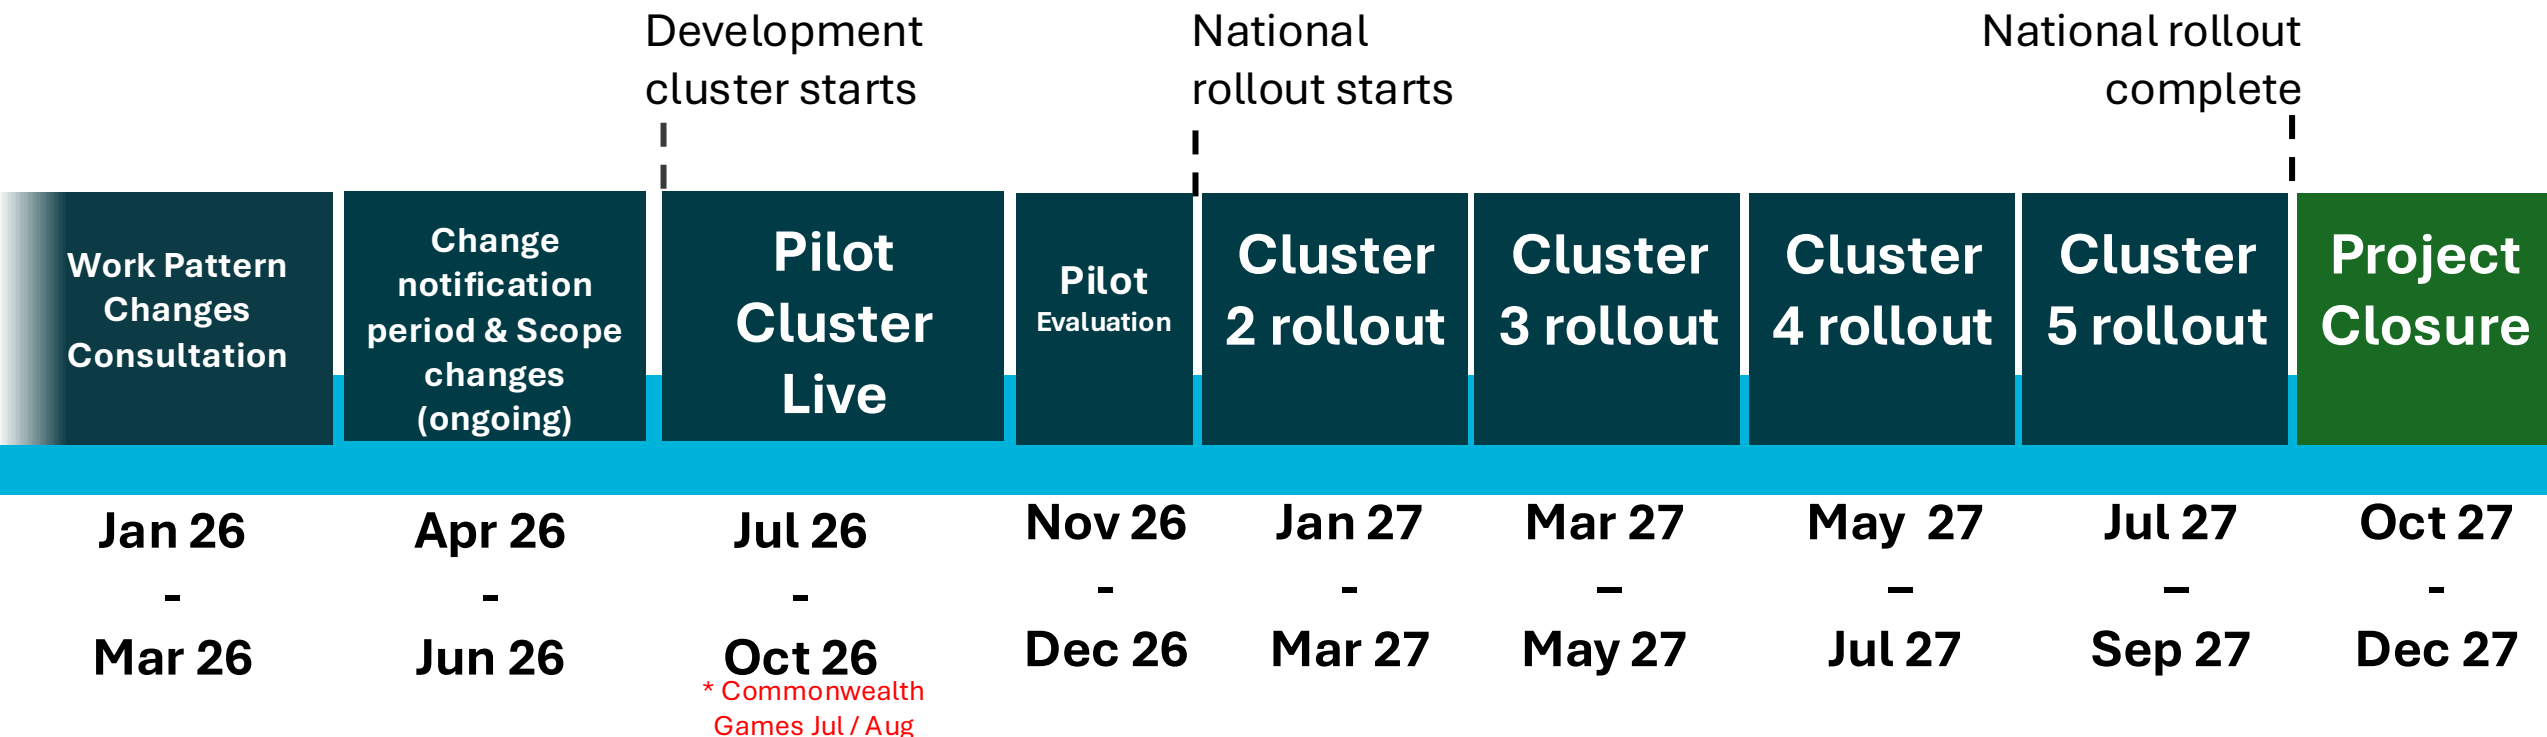 Development
cluster starts
National
rollout starts
National rollout
complete
Work Pattern
Changes
Consultation
Change
notification
period & Scope
changes
(ongoing)
Pilot
Cluster
Live
Pilot
Evaluation
Cluster
2 rollout
Cluster
3 rollout
Cluster
4 rollout
Cluster
5 rollout
Project
Closure
Jan 26
-
Mar 26
Apr 26
-
Jun 26
Jul 26
-
Oct 26
* Commonwealth
Games Jul / Aug
Nov 26
-
Dec 26
Jan 27
-
Mar 27
Mar 27
–
May 27
May 27
–
Jul 27
Jul 27
–
Sep 27
Oct 27
-
Dec 27